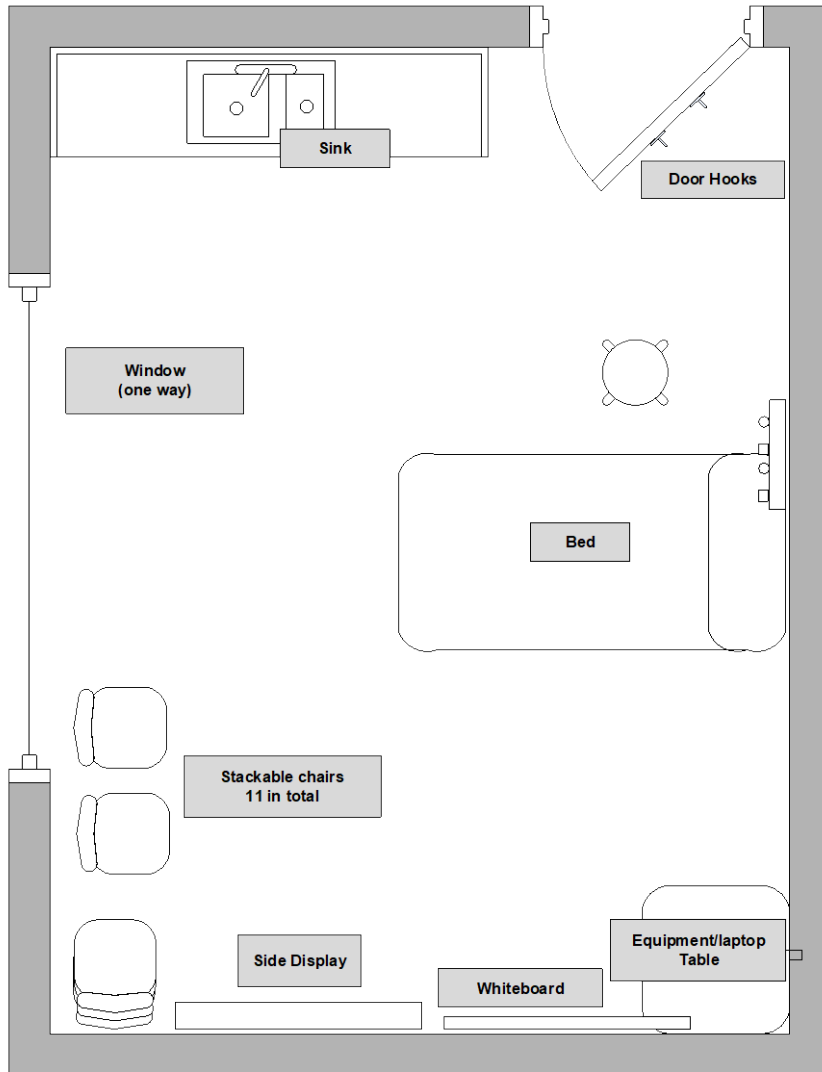 Sink
Door Hooks
Window
(one way)
Bed
Stackable chairs
11 in total
Equipment/laptop
Table
Side Display
Whiteboard